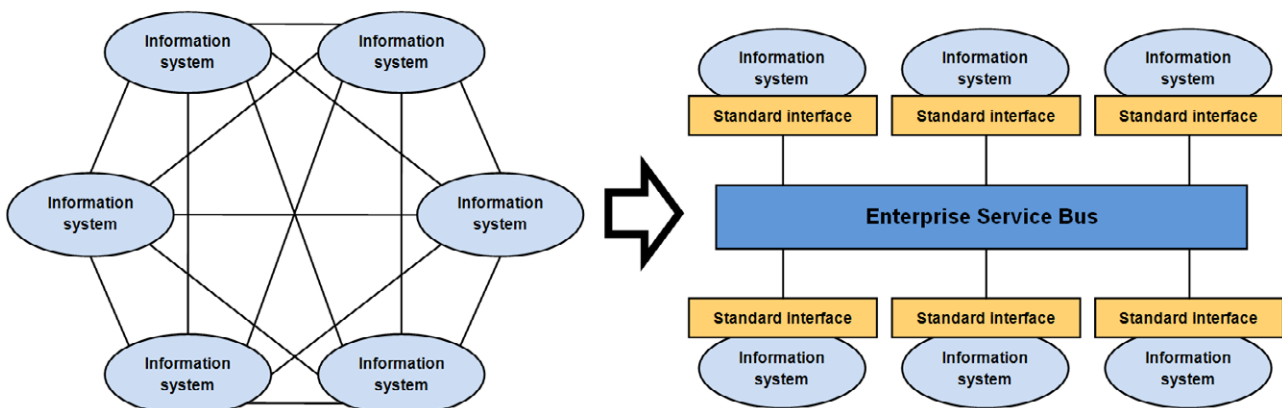 Information
system
Information
system
Information
system
Information
system
Information
system
Information
system
Information
system
Information
system
Information
system
Standard interface
Standard interface
Standard interface
Enterprise Service Bus
Standard interface
Standard interface
Standard interface
Information
system
Information
system
Information
system